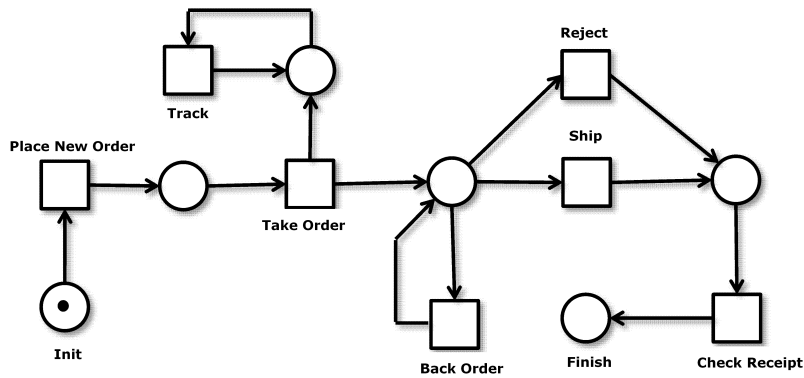 Reject
Track
Ship
Place New Order
Take Order
Init
Back Order
Finish
Check Receipt